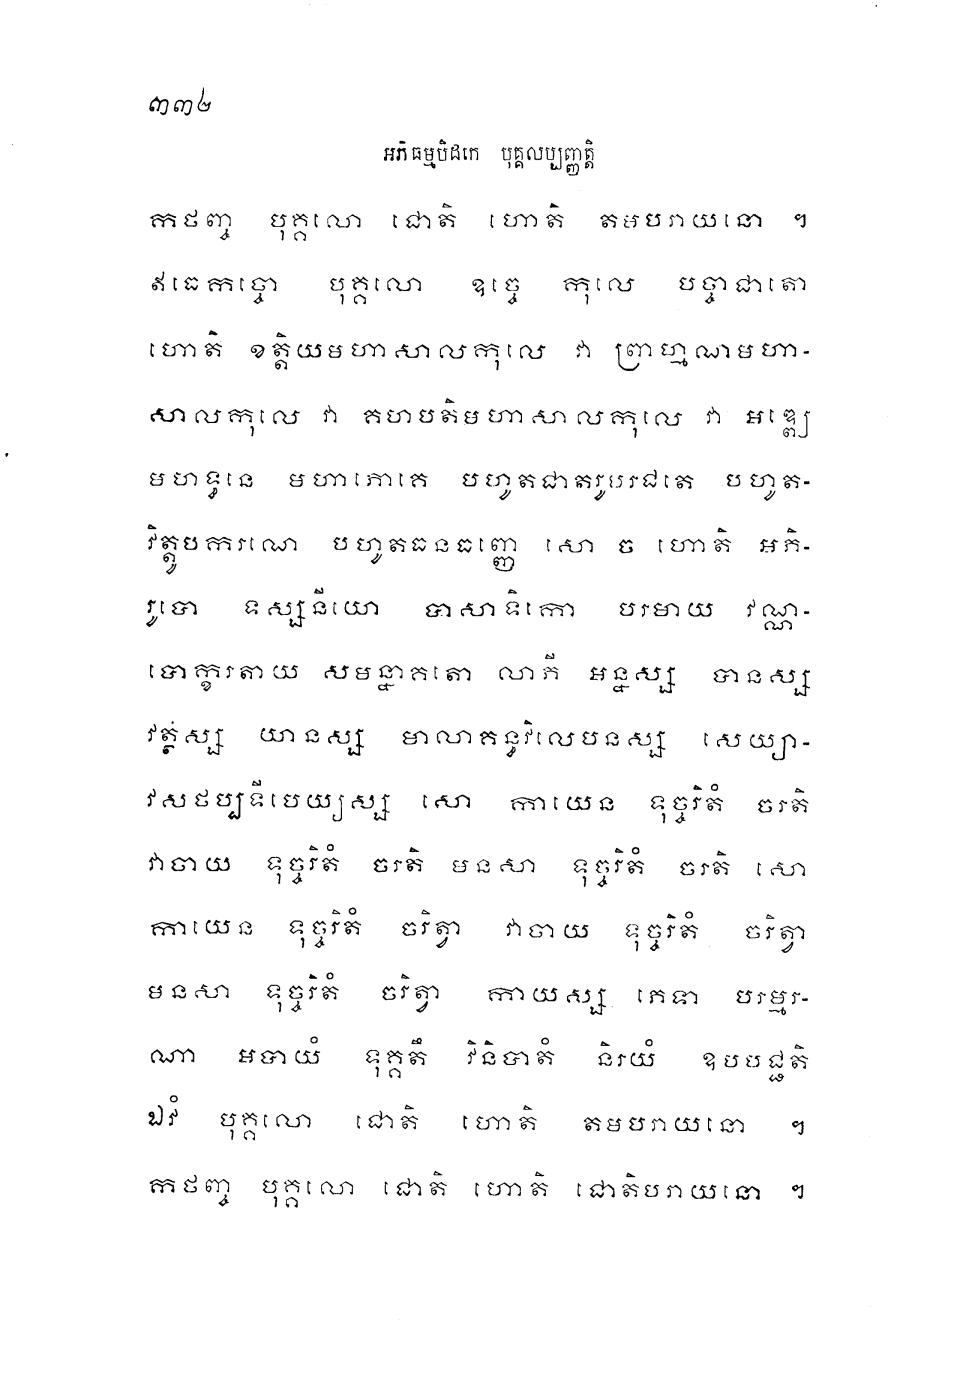 ៣៣៤
អភិធម្មបិដកេ បុគ្គលប្បញ្ញត្តិ
កថញ្ច បុគ្គលោ ជោតិ ហោតិ តមបរាយនោ ។
ឥធេកច្ចោ បុគ្គលោ ឧច្ចេ កុលេ បច្ចាជាតោ
ហោតិ ខត្តិយមហាសាលកុលេ វា ព្រាហ្មណមហា-
សាលកុលេ វា គហបតិមហាសាលកុលេ វា អឌ្ឍេ
មហទ្ធនេ មហាភោគេ បហូតជាតរូបរជតេ បហូត-
វិត្តូបករណេ បហូតធនធញ្ញេ សោ ច ហោតិ អភិ-
រូបោ ទស្សនីយោ បាសាទិកោ បរមាយ វណ្ណ-
បោក្ខរតាយ សមន្នាគតោ លាភី អន្នស្ស បានស្ស
វត្ថស្ស យានស្ស មាលាគន្ធវិលេបនស្ស សេយ្យា-
វសថប្បទីបេយ្យស្ស សោ កាយេន ទុច្ចរិតំ ចរតិ
វាចាយ ទុច្ចរិតំ ចរតិ មនសា ទុច្ចរិតំ ចរតិ សោ
កាយេន ទុច្ចរិតំ ចរិត្វា វាចាយ ទុច្ចរិតំ ចរិត្វា
មនសា ទុច្ចរិតំ ចរិត្វា កាយស្ស ភេទា បរម្មរ-
ណា អបាយំ ទុគ្គតឹ វិនិបាតំ និរយំ ឧបបជ្ជតិ
ឯវំ បុគ្គលោ ជោតិ ហោតិ តមបរាយនោ ។
កថញ្ច បុគ្គលោ ជោតិ ហោតិ ជោតិបរាយនោ ។